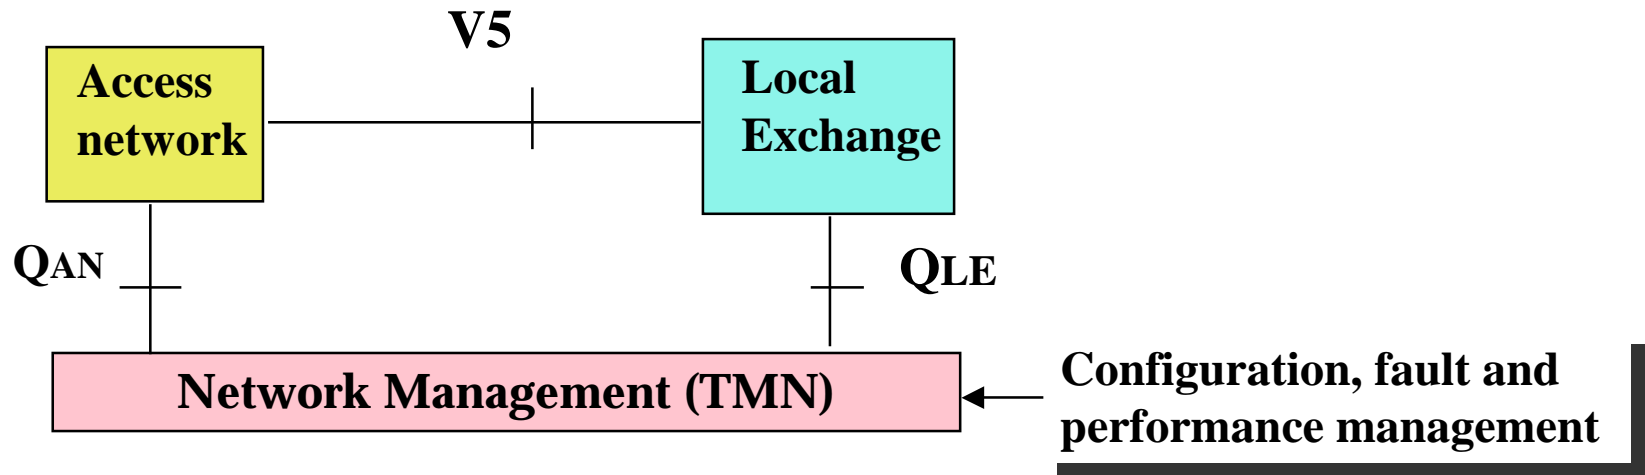 V5
Access
network
Local
Exchange
QAN
QLE
Network Management (TMN)
Configuration, fault and
performance management